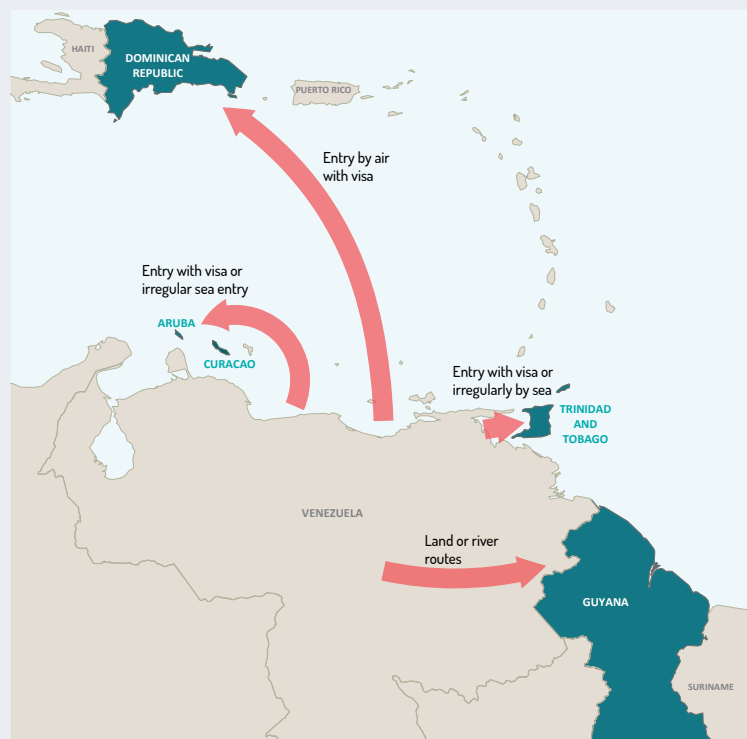 HAITI
DOMINICAN
REPUBLIC
PUERTO RICO
Entry by air
with visa
Entry with visa or
irregular sea entry
ARUBA
CURACAO
Entry with visa or
irregularly by sea
TRINIDAD
AND
TOBAGO
VENEZUELA
Land or river
routes
GUYANA
SURINAME